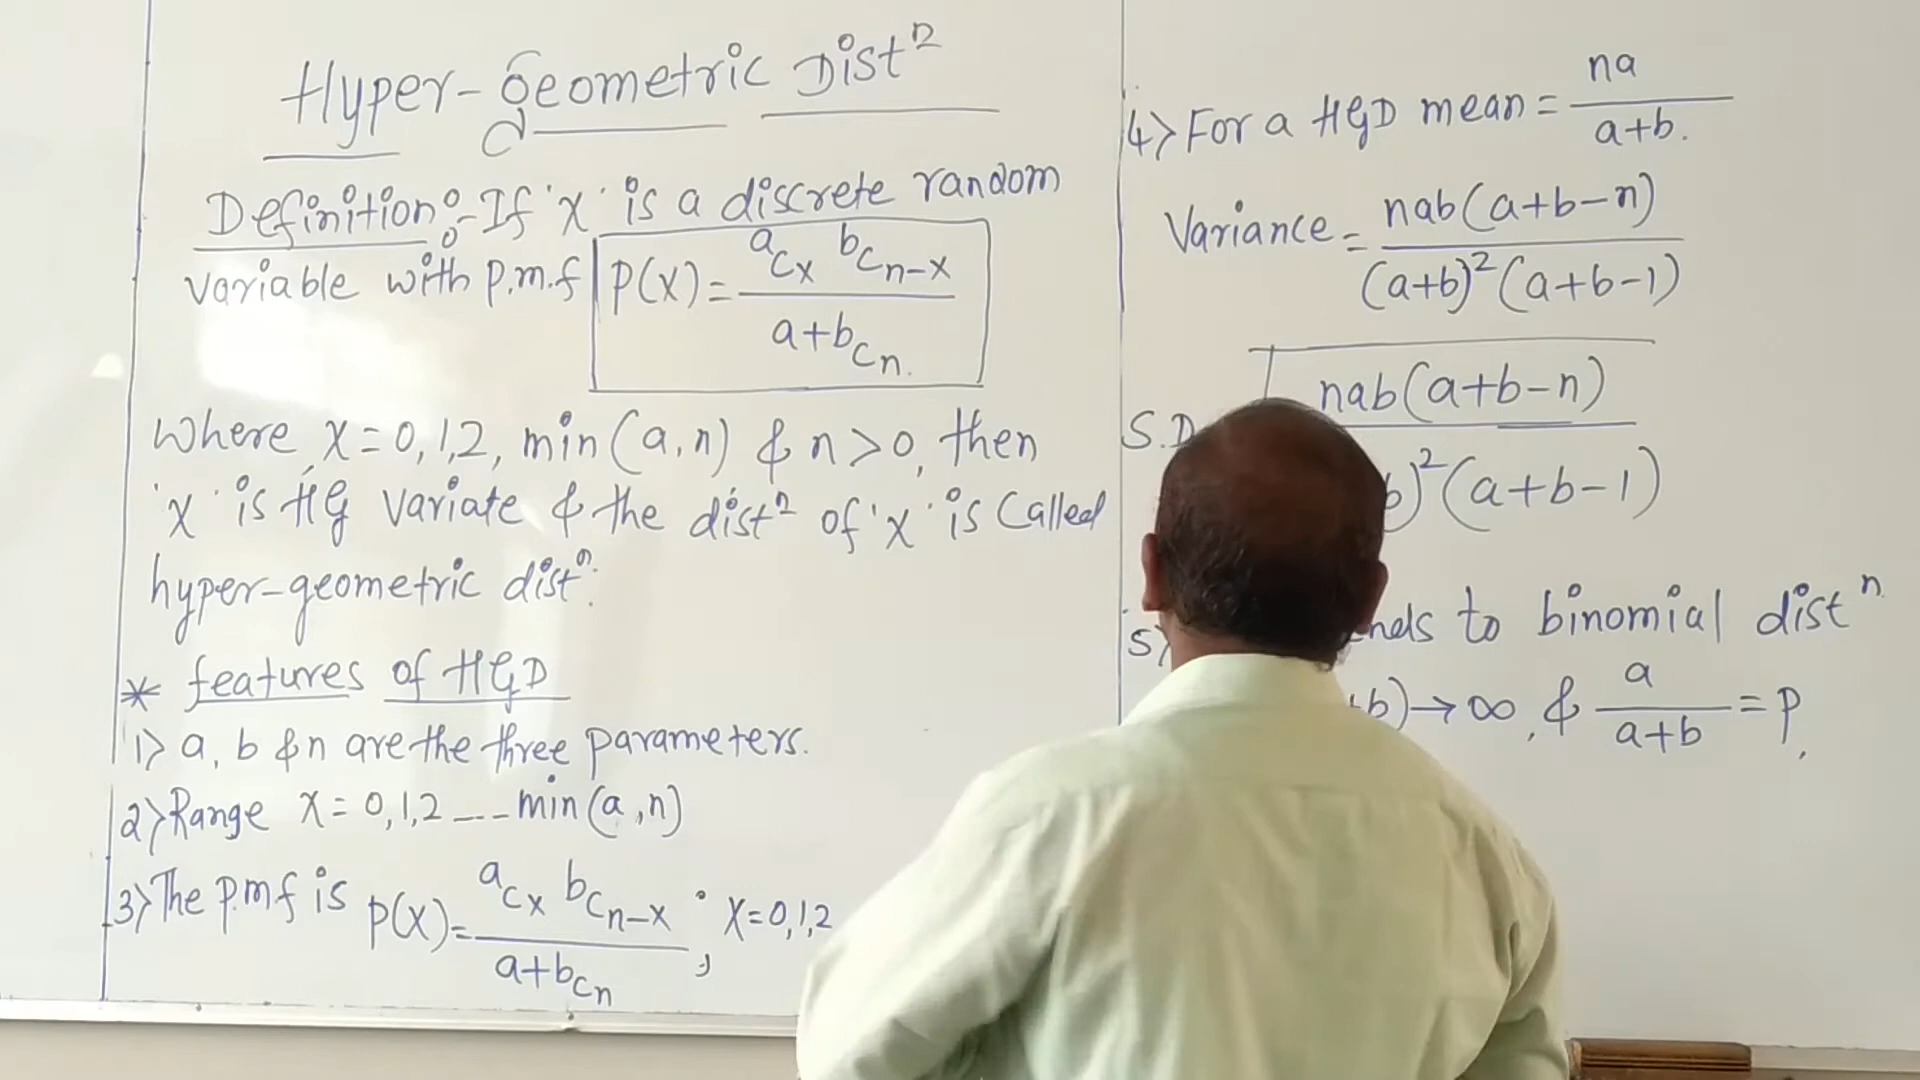 Hyper-Geometric Distⁿ
Definition:- If 'x' is a discrete random
variable with p.m.f P(x) = ᵃCₓ ᵇCₙ₋ₓ / ᵃ⁺ᵇCₙ.
Where x = 0,1,2, min(a,n) & n>0, then
'x' is HG variate & the distⁿ of 'x' is called
hyper-geometric distⁿ.
* features of HGD
1> a, b & n are the three parameters.
2> Range x = 0,1,2 --- min(a,n)
3> The p.m.f is P(x) = ᵃCₓ ᵇCₙ₋ₓ / ᵃ⁺ᵇCₙ ; x=0,1,2
4> For a HGD mean = na / a+b.
Variance = nab(a+b-n) / (a+b)²(a+b-1)
S.D √ nab(a+b-n) / b)²(a+b-1)
5> to binomial distⁿ.
b)→∞, & a / a+b = p,